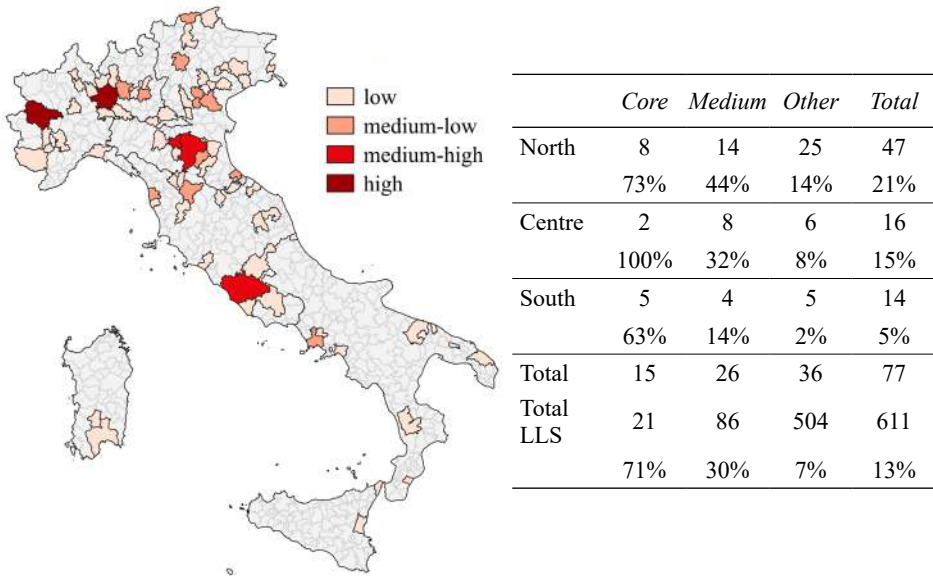 low
medium-low
medium-high
high
Core Medium Other Total
North 8 14 25 47
73% 44% 14% 21%
Centre 2 8 6 16
100% 32% 8% 15%
South 5 4 5 14
63% 14% 2% 5%
Total 15 26 36 77
Total
LLS 21 86 504 611
71% 30% 7% 13%